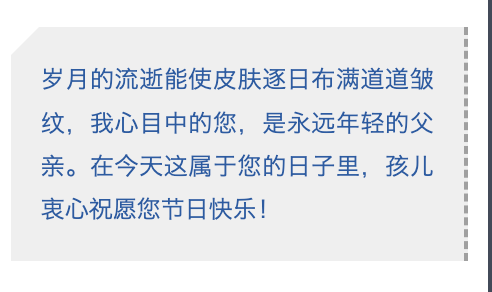 岁月的流逝能使皮肤逐日布满道道皱
纹，我心目中的您，是永远年轻的父
亲。在今天这属于您的日子里，孩儿
衷心祝愿您节日快乐！